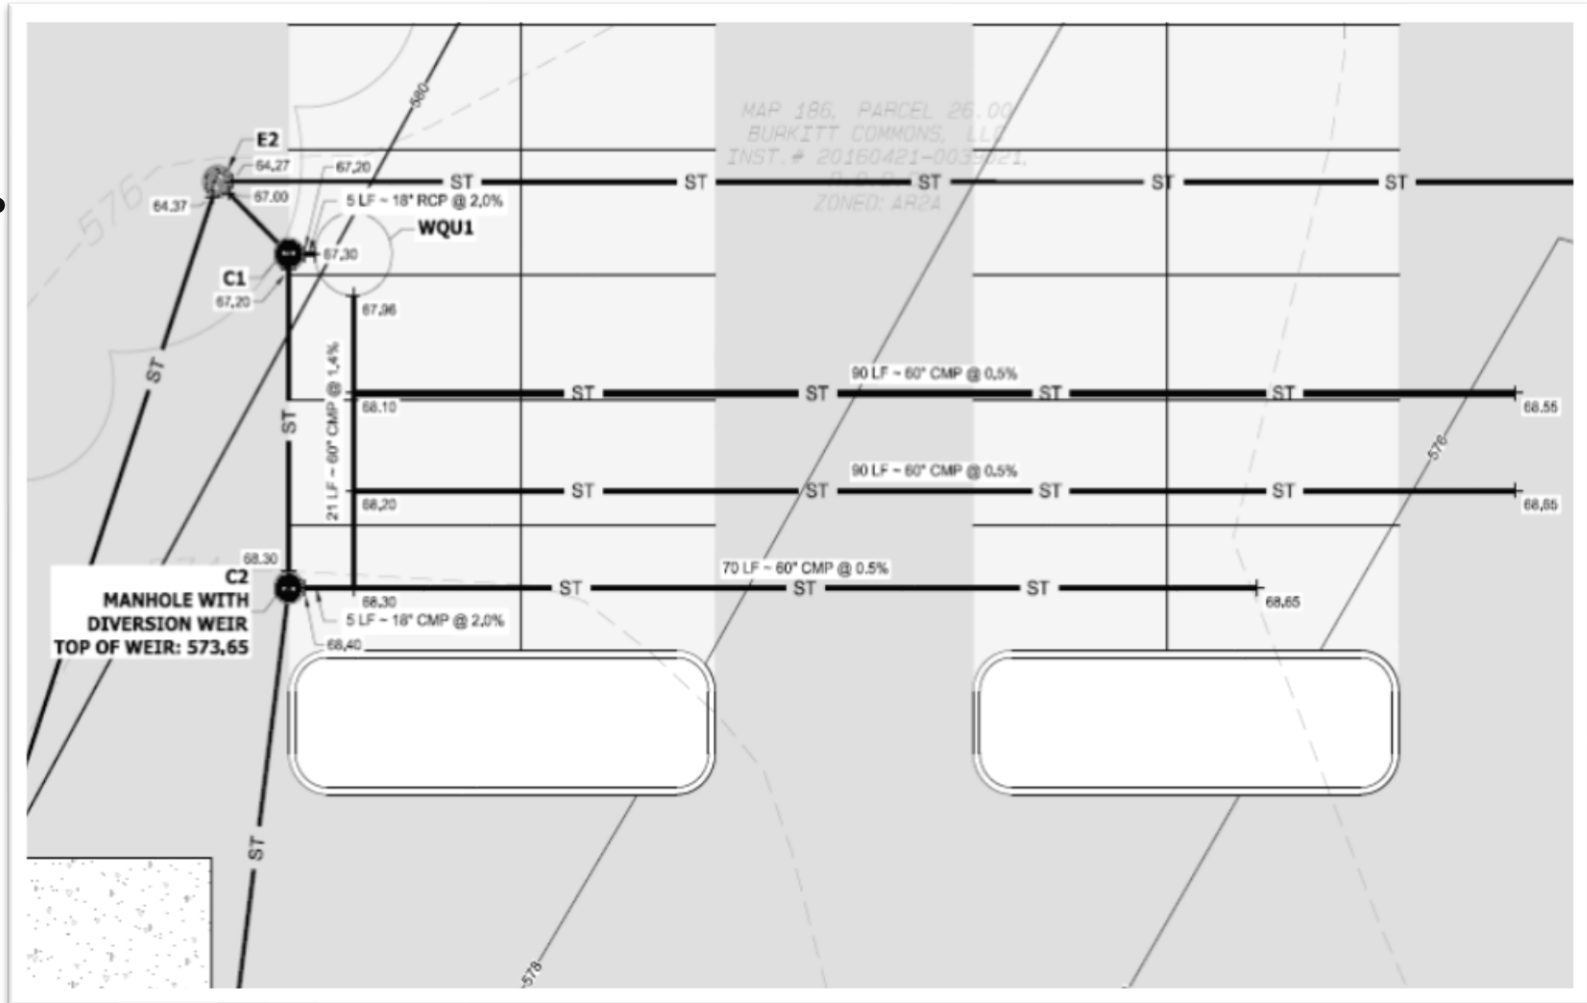 580
MAP 186, PARCEL 26.00
BURKITT COMMONS, LLC
INST.# 20160421-0039021,
ZONED: AR2A
E2
64.27
67.20
576
64.37
67.00
5 LF ~ 18" RCP @ 2.0%
ST
ST
ST
ST
ST
WQU1
67.30
C1
67.20
67.96
21 LF ~ 60" CMP @ 1.4%
ST
ST
90 LF ~ 60" CMP @ 0.5%
ST
ST
ST
ST
68.10
68.55
576
90 LF ~ 60" CMP @ 0.5%
ST
ST
ST
ST
68.20
68.65
68.30
C2
MANHOLE WITH
DIVERSION WEIR
TOP OF WEIR: 573.65
70 LF ~ 60" CMP @ 0.5%
ST
ST
ST
68.30
68.65
5 LF ~ 18" CMP @ 2.0%
68.40
ST
578